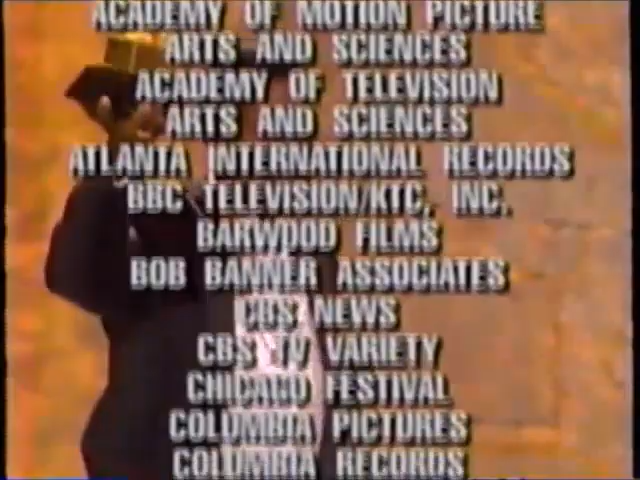 ACADEMY OF MOTION PICTURE
ARTS AND SCIENCES
ACADEMY OF TELEVISION
ARTS AND SCIENCES
ATLANTA INTERNATIONAL RECORDS
BBC TELEVISION/KTC, INC.
BARWOOD FILMS
BOB BANNER ASSOCIATES
CBS NEWS
CBS TV VARIETY
CHICAGO FESTIVAL
COLUMBIA PICTURES
COLUMBIA RECORDS